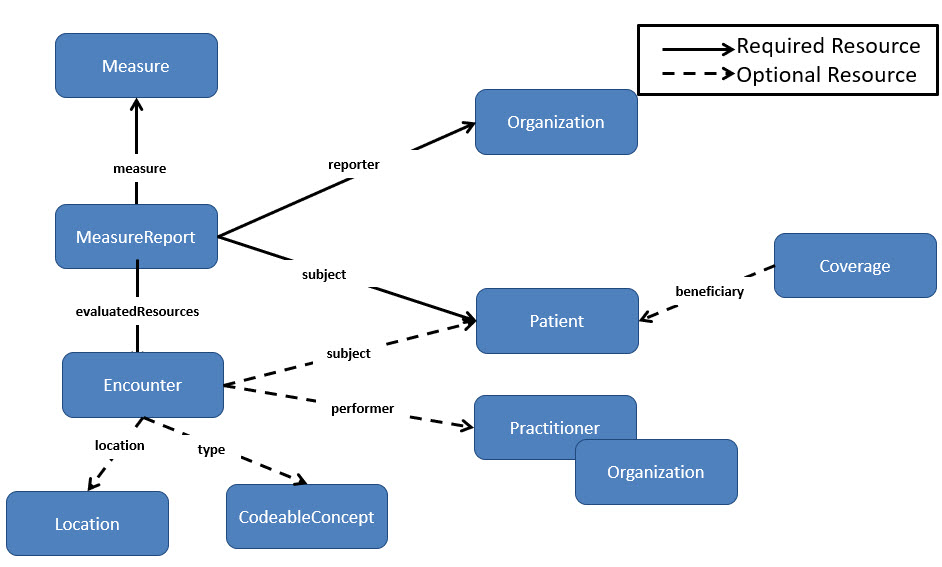 Required Resource
Optional Resource
Measure
Organization
measure
reporter
MeasureReport
subject
Coverage
beneficiary
evaluatedResources
Patient
subject
Encounter
performer
Practitioner
location
type
Organization
Location
CodeableConcept